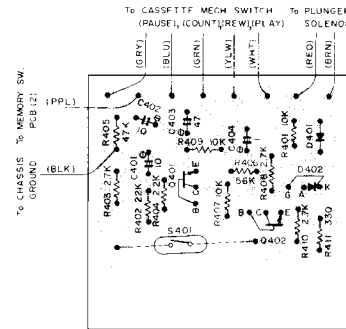 To CASSETTE MECH SWITCH
To PLUNGER
(PAUSE), (COUNT)(REW),(PLAY)
SOLENO
(GRY)
(BLU)
(GRN)
(YLW)
(WHT)
(RED)
(BRN)
To MEMORY SW.
PCB (2)
(PPL)
To CHASSIS
GROUND
(BLK)
R405
47K
C402
10
C403
47
R409 10K
C404
R401 10K
D401
C401
10
R403 2.7K
R402 22K
R404
Q401
E
C
B
R406
56K
R407 10K
R408 2.7K
D402
G A K
B C E
Q402
R410 2.7K
R411 330
S401